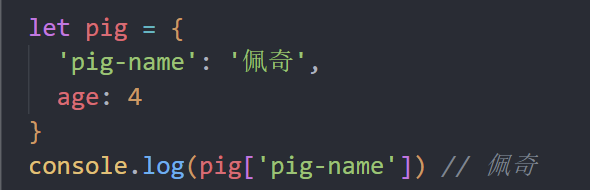 let pig = {
  'pig-name': '佩奇',
  age: 4
}
console.log(pig['pig-name']) // 佩奇